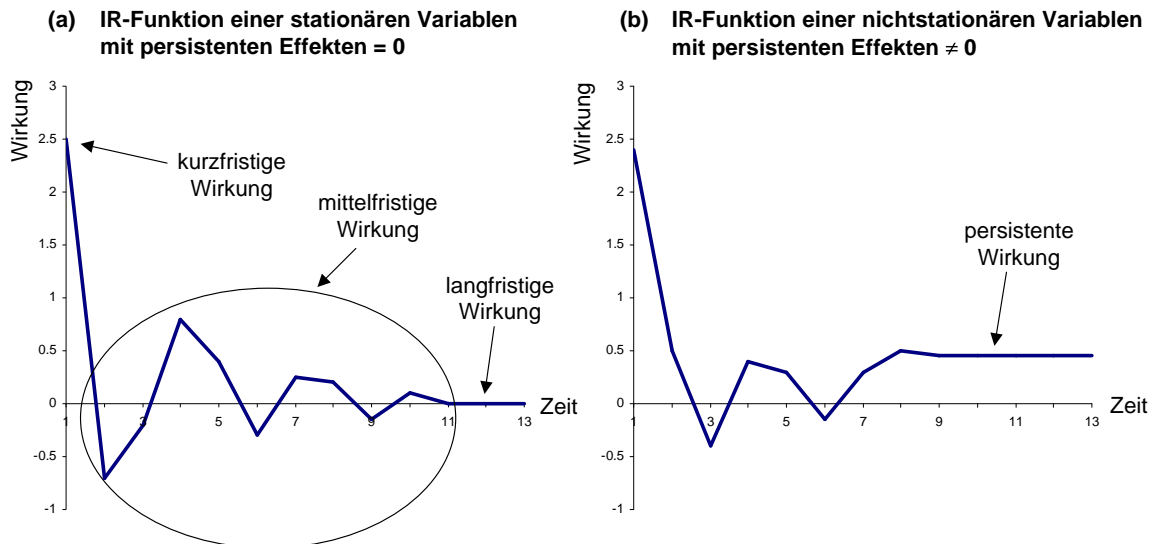 (a) IR-Funktion einer stationären Variablen
mit persistenten Effekten = 0
Wirkung
3
2.5
2
1.5
1
0.5
0
-0.5
-1
kurzfristige
Wirkung
mittelfristige
Wirkung
langfristige
Wirkung
1 3 5 7 9 11 13
Zeit
(b) IR-Funktion einer nichtstationären Variablen
mit persistenten Effekten ≠ 0
Wirkung
3
2.5
2
1.5
1
0.5
0
-0.5
-1
persistente
Wirkung
1 3 5 7 9 11 13
Zeit